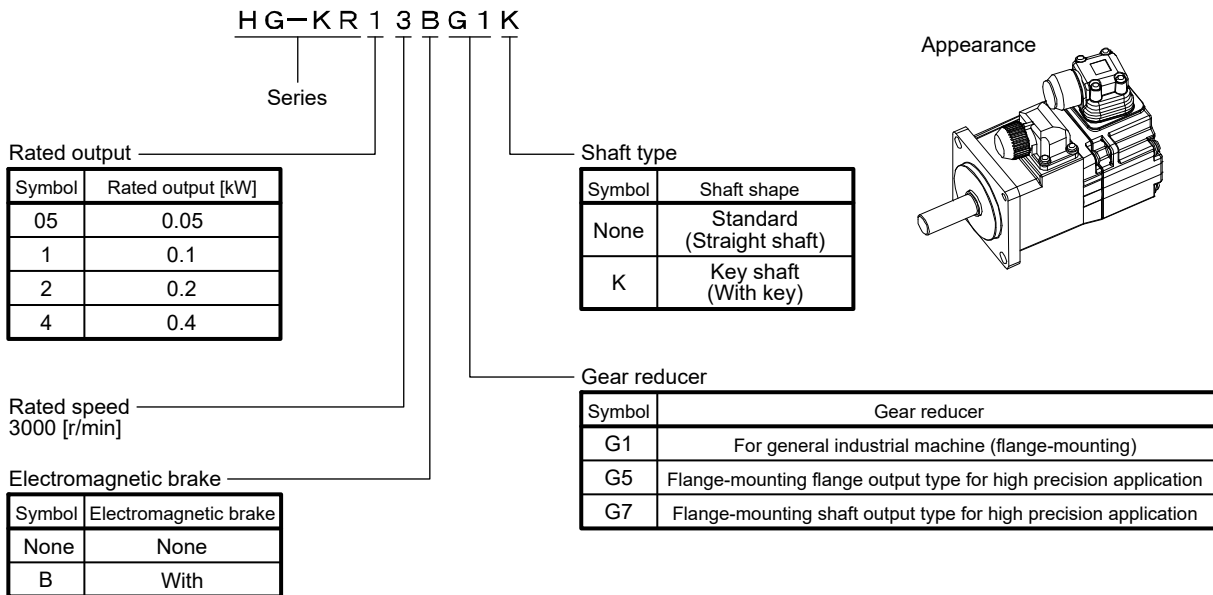 HG-KR13BG1K
Series
Appearance
Rated output
Symbol Rated output [kW]
05 0.05
1 0.1
2 0.2
4 0.4
Rated speed
3000 [r/min]
Electromagnetic brake
Symbol Electromagnetic brake
None None
B With
Shaft type
Symbol Shaft shape
None Standard
(Straight shaft)
K Key shaft
(With key)
Gear reducer
Symbol Gear reducer
G1 For general industrial machine (flange-mounting)
G5 Flange-mounting flange output type for high precision application
G7 Flange-mounting shaft output type for high precision application